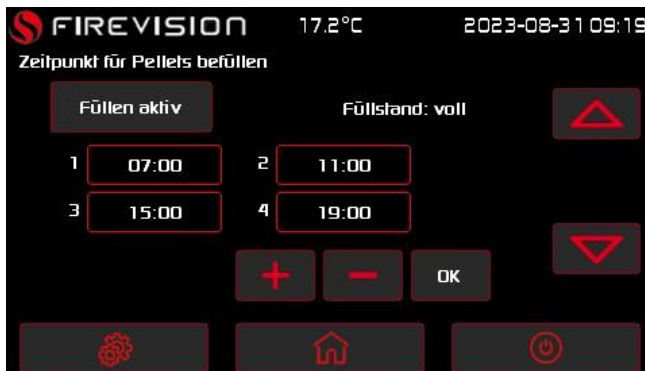 FIREVISION 17.2°C 2023-08-31 09:19
Zeitpunkt für Pellets befüllen
Füllen aktiv Füllstand: voll
1 07:00 2 11:00
3 15:00 4 19:00
+ - OK